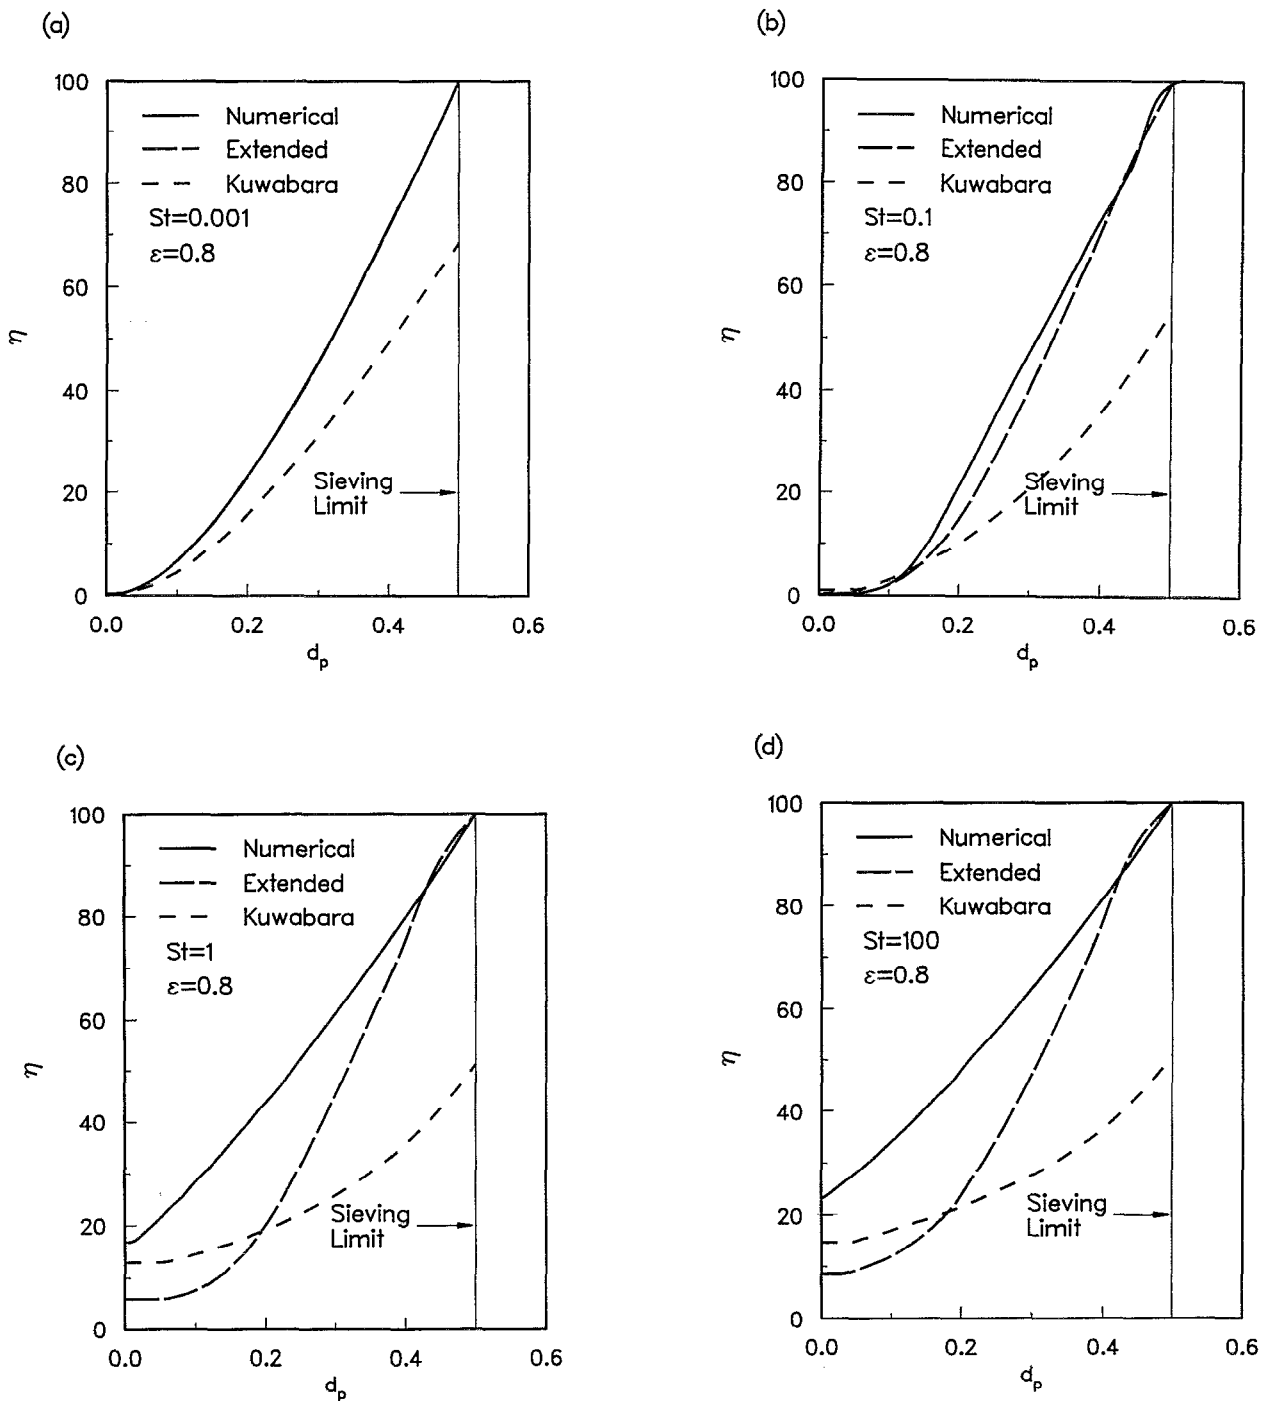 (a)
100
80
60
40
20
0
η
Numerical
Extended
Kuwabara
St=0.001
ε=0.8
Sieving
Limit
0.0 0.2 0.4 0.6
d_p
(b)
100
80
60
40
20
0
η
Numerical
Extended
Kuwabara
St=0.1
ε=0.8
Sieving
Limit
0.0 0.2 0.4 0.6
d_p
(c)
100
80
60
40
20
0
η
Numerical
Extended
Kuwabara
St=1
ε=0.8
Sieving
Limit
0.0 0.2 0.4 0.6
d_p
(d)
100
80
60
40
20
0
η
Numerical
Extended
Kuwabara
St=100
ε=0.8
Sieving
Limit
0.0 0.2 0.4 0.6
d_p